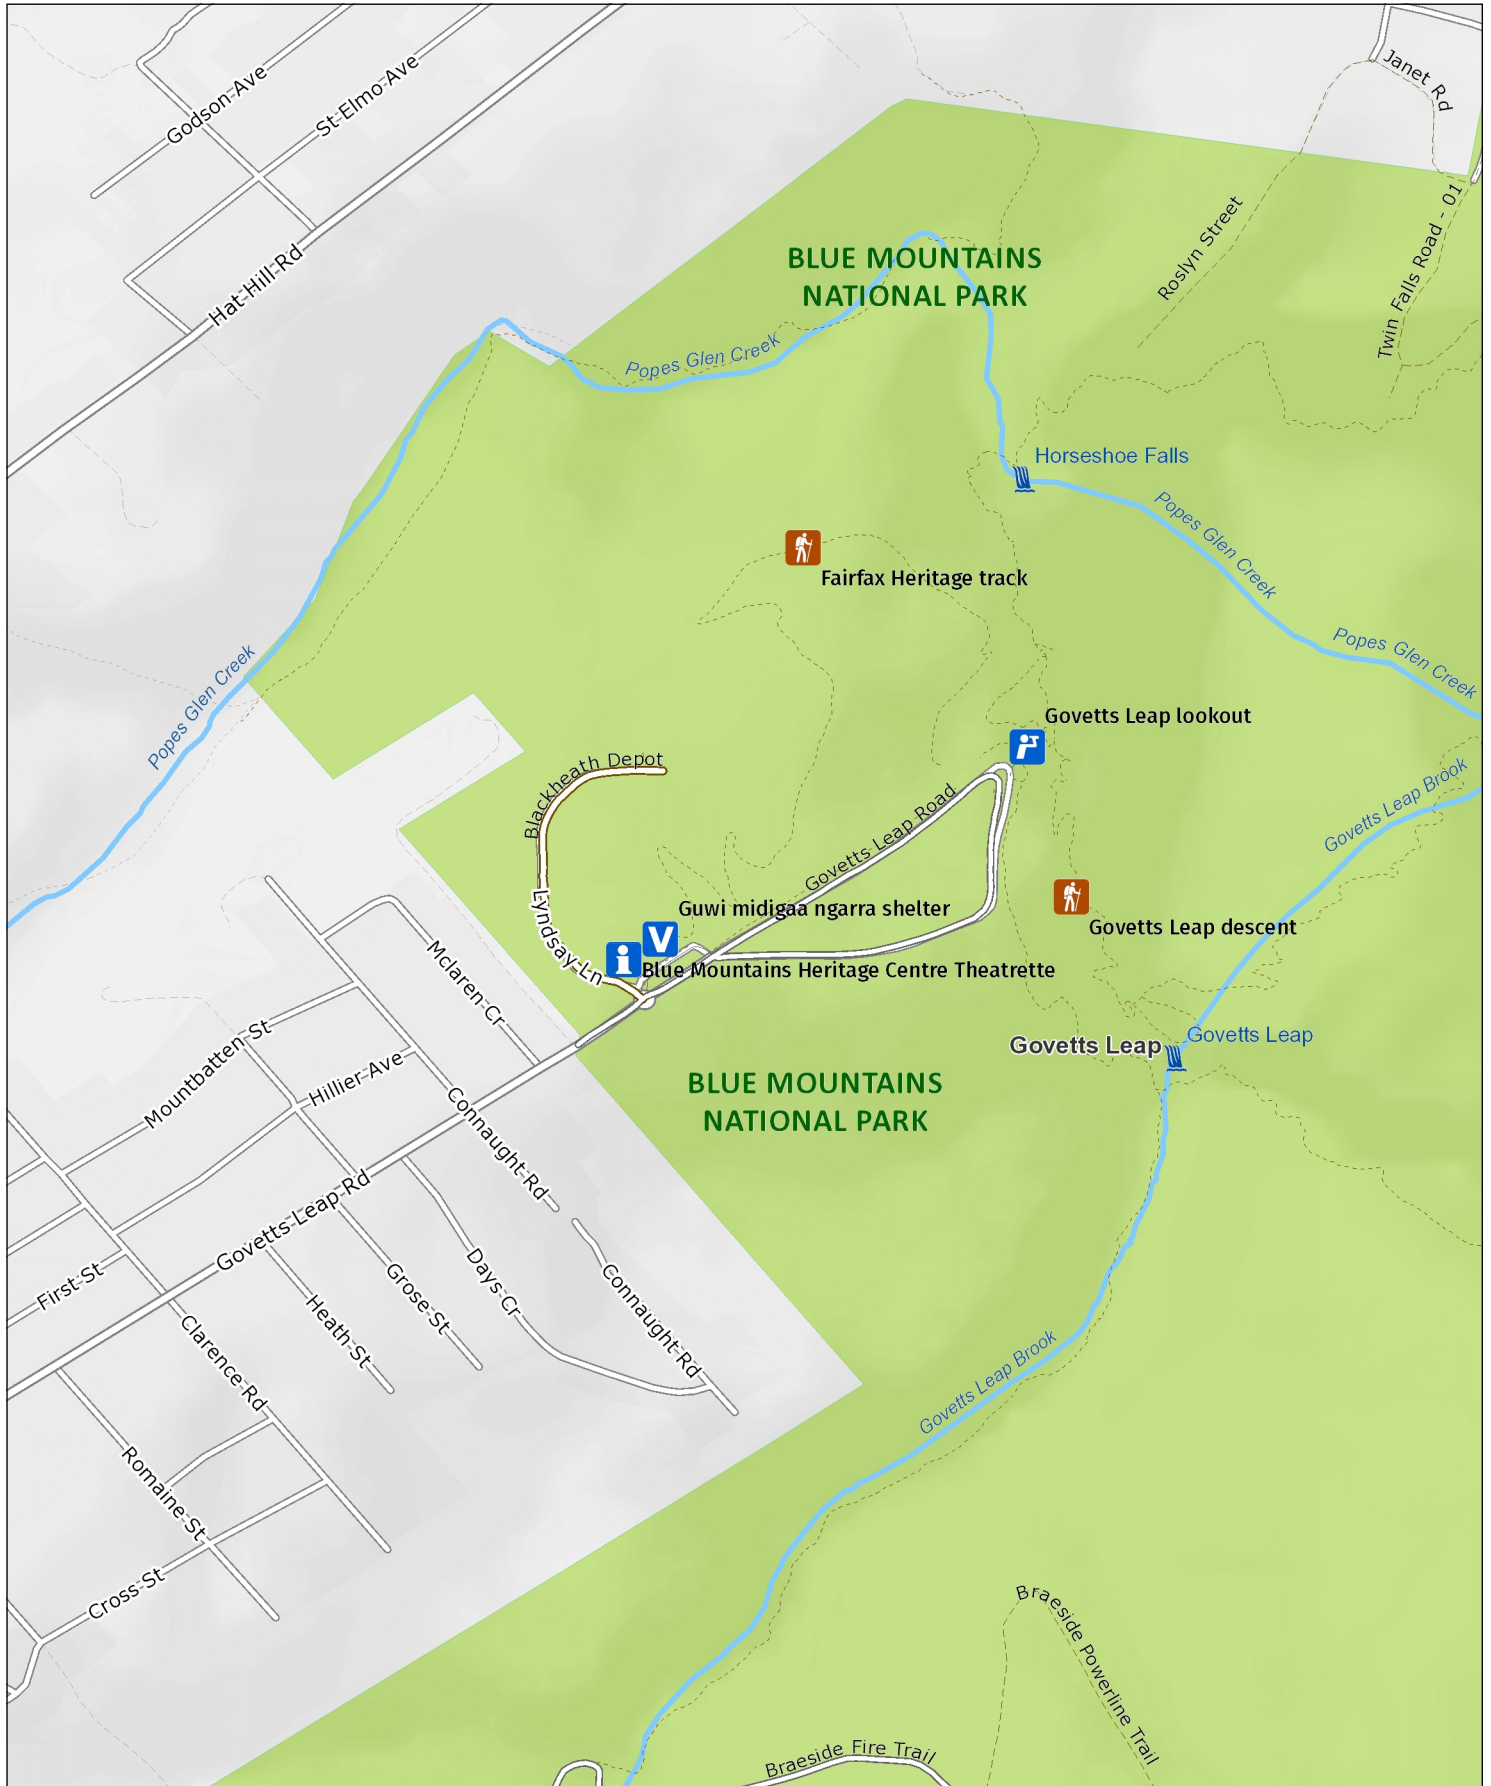 Godson Ave
St Elmo Ave
Hat Hill Rd
Janet Rd
Roslyn Street
Twin Falls Road - 01
BLUE MOUNTAINS
NATIONAL PARK
Popes Glen Creek
Horseshoe Falls
Popes Glen Creek
Fairfax Heritage track
Popes Glen Creek
Popes Glen Creek
Govetts Leap lookout
Blackheath Depot
Govetts Leap Road
Govetts Leap Brook
Lyndsay Ln
V
i
Guwi midigaa ngarra shelter
Govetts Leap descent
Blue Mountains Heritage Centre Theatrette
Mclaren Cr
Mountbatten St
Hillier Ave
Govetts Leap
Govetts Leap
BLUE MOUNTAINS
NATIONAL PARK
Connaught Rd
Govetts Leap Rd
First St
Days Cr
Grose St
Heath St
Connaught Rd
Clarence Rd
Govetts Leap Brook
Romaine St
Cross St
Braeside Powerline Trail
Braeside Fire Trail